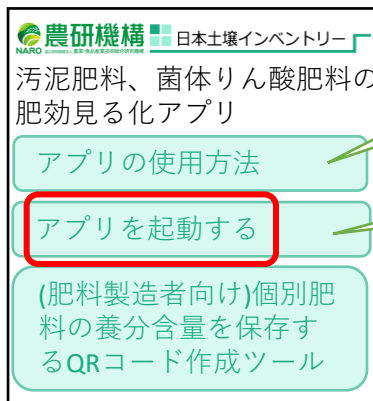 農研機構 日本土壌インベントリー
NARO
汚泥肥料、菌体りん酸肥料の
肥効見る化アプリ
アプリの使用方法
アプリを起動する
(肥料製造者向け)個別肥
料の養分含量を保存す
るQRコード作成ツール